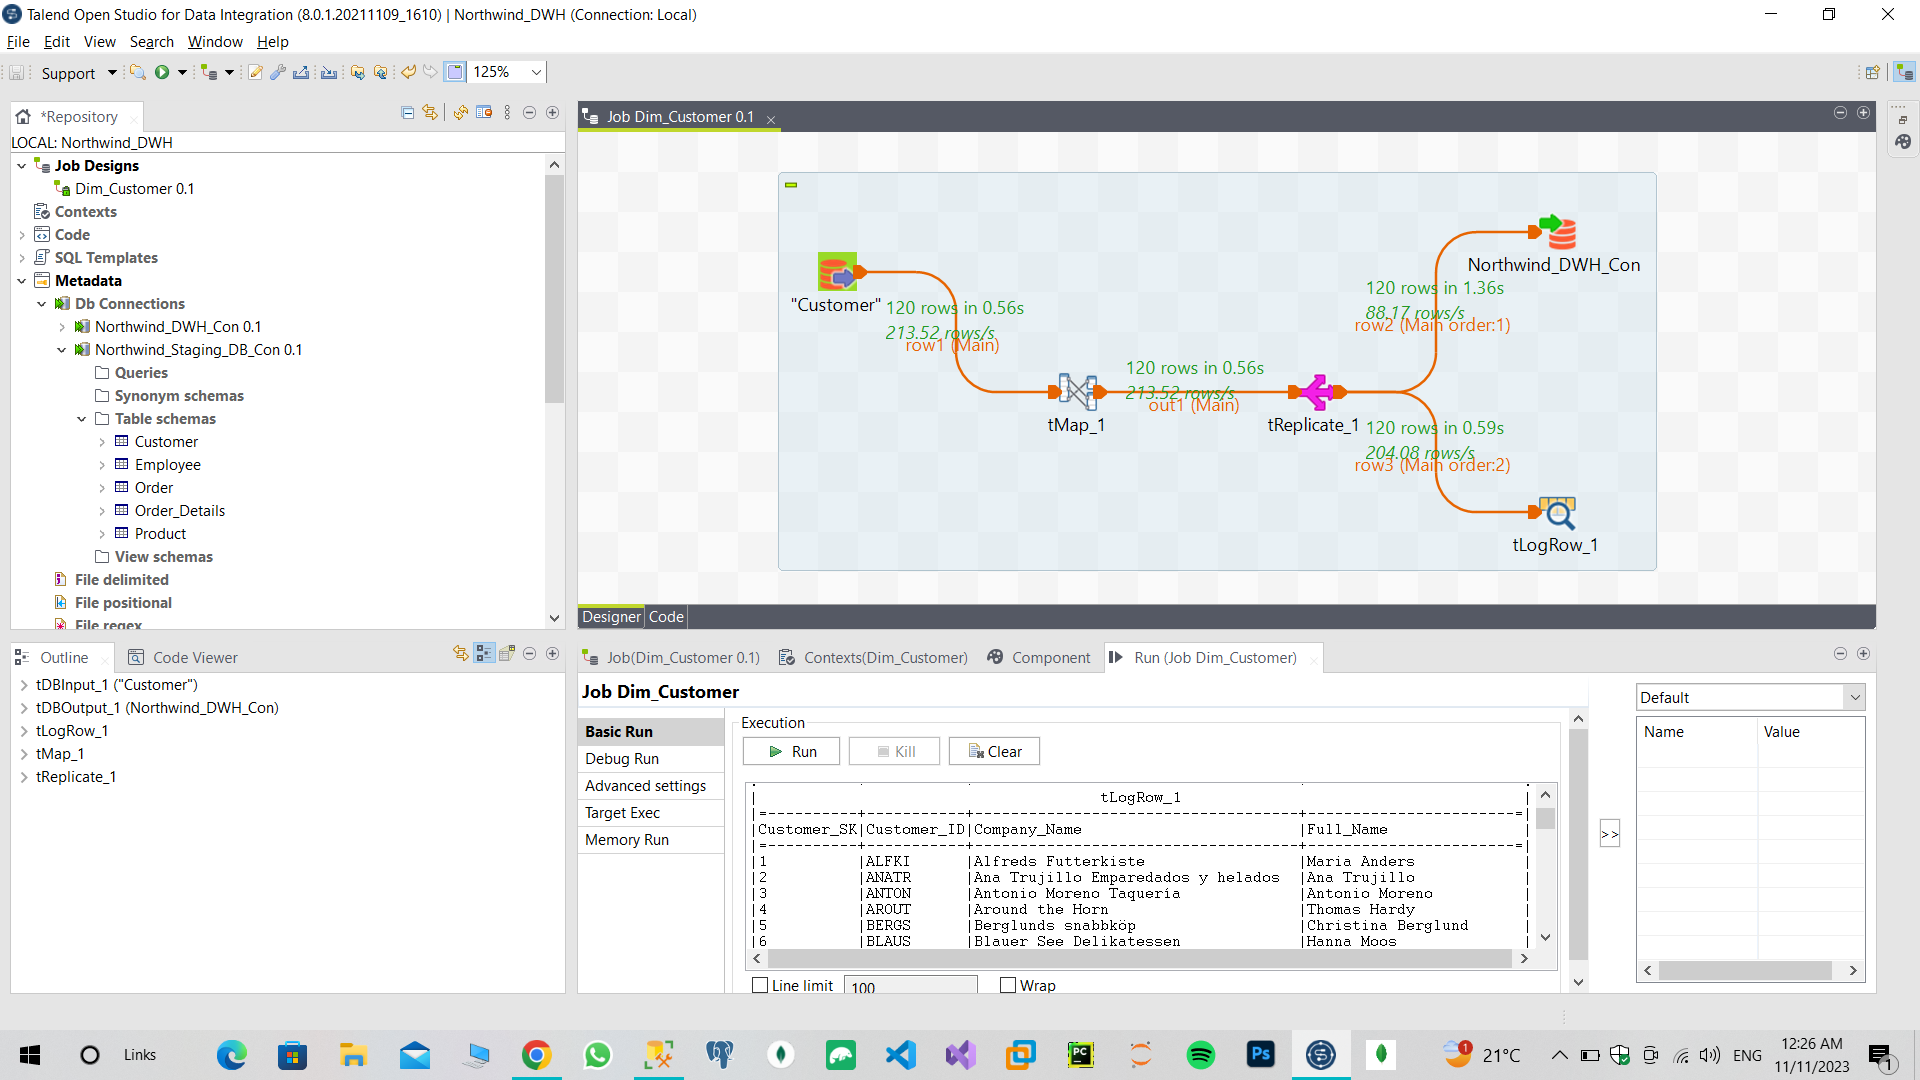 Talend Open Studio for Data Integration (8.0.1.20211109_1610) | Northwind_DWH (Connection: Local)
File Edit View Search Window Help
Support 125%
*Repository
LOCAL: Northwind_DWH
Job Designs
Dim_Customer 0.1
Contexts
Code
SQL Templates
Metadata
Db Connections
Northwind_DWH_Con 0.1
Northwind_Staging_DB_Con 0.1
Queries
Synonym schemas
Table schemas
Customer
Employee
Order
Order_Details
Product
View schemas
File delimited
File positional
File regex
Job Dim_Customer 0.1
"Customer"
120 rows in 0.56s
213.52 rows/s
row1 (Main)
tMap_1
120 rows in 0.56s
213.52 rows/s
out1 (Main)
tReplicate_1
Northwind_DWH_Con
120 rows in 1.36s
88.17 rows/s
row2 (Main order:1)
120 rows in 0.59s
204.08 rows/s
row3 (Main order:2)
tLogRow_1
Designer Code
Outline Code Viewer
tDBInput_1 ("Customer")
tDBOutput_1 (Northwind_DWH_Con)
tLogRow_1
tMap_1
tReplicate_1
Job(Dim_Customer 0.1) Contexts(Dim_Customer) Component Run (Job Dim_Customer)
Job Dim_Customer
Basic Run
Debug Run
Advanced settings
Target Exec
Memory Run
Execution
Run Kill Clear
tLogRow_1
|Customer_SK|Customer_ID|Company_Name |Full_Name |
|1 |ALFKI |Alfreds Futterkiste |Maria Anders |
|2 |ANATR |Ana Trujillo Emparedados y helados |Ana Trujillo |
|3 |ANTON |Antonio Moreno Taquería |Antonio Moreno |
|4 |AROUT |Around the Horn |Thomas Hardy |
|5 |BERGS |Berglunds snabbköp |Christina Berglund |
|6 |BLAUS |Blauer See Delikatessen |Hanna Moos |
Line limit 100 Wrap
>>
Default
Name Value
Links
PC
Ps
1
21°C
ENG
12:26 AM
11/11/2023
1